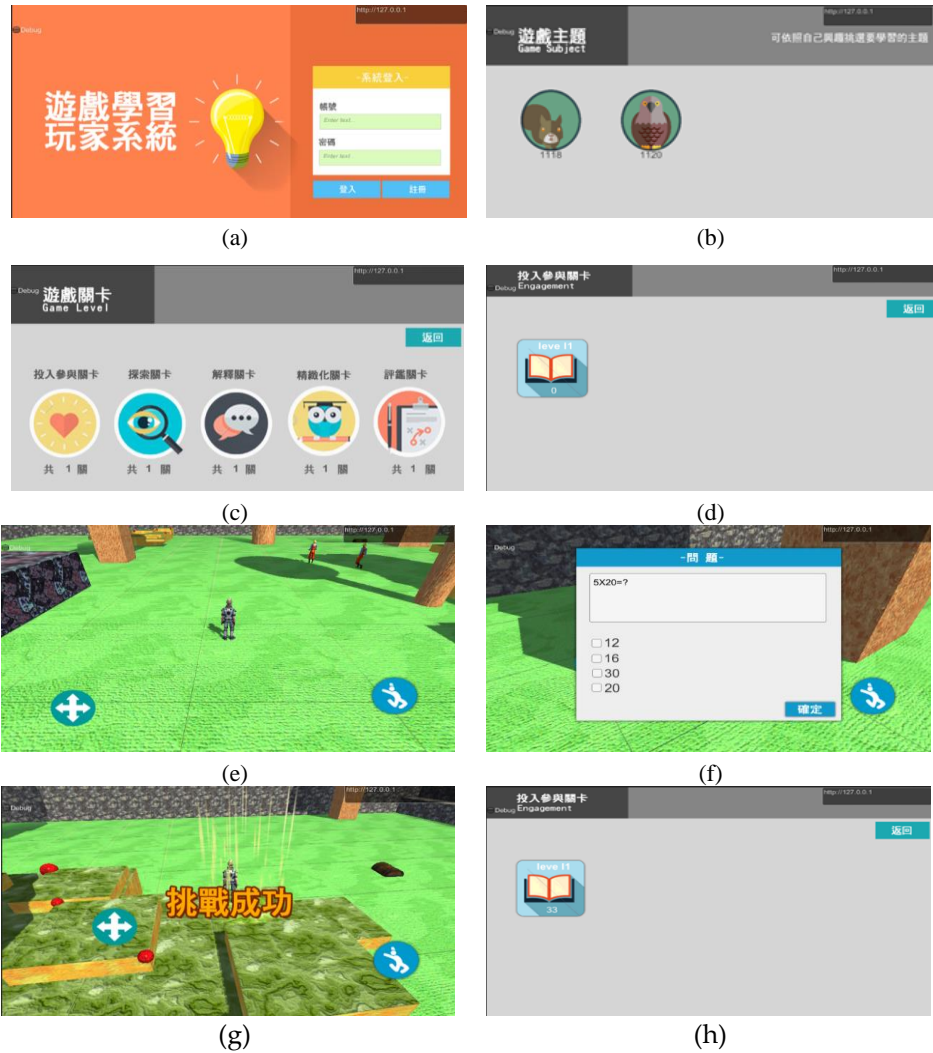 http://127.0.0.1
Debug
遊戲學習
玩家系統
-系統登入-
帳號
Enter text...
密碼
Enter text...
登入
註冊
(a)
http://127.0.0.1
Debug
遊戲主題
Game Subject
可依照自己興趣挑選要學習的主題
1118
1120
(b)
http://127.0.0.1
Debug
遊戲關卡
Game Level
返回
投入參與關卡
探索關卡
解釋關卡
精緻化關卡
評鑑關卡
共 1 關
共 1 關
共 1 關
共 1 關
共 1 關
(c)
http://127.0.0.1
投入參與關卡
Debug
Engagement
返回
leve l1
0
(d)
http://127.0.0.1
Debug
(e)
http://127.0.0.1
Debug
-問 題-
5X20=?
12
16
30
20
確定
(f)
http://127.0.0.1
Debug
挑戰成功
(g)
http://127.0.0.1
投入參與關卡
Debug
Engagement
返回
leve l1
33
(h)